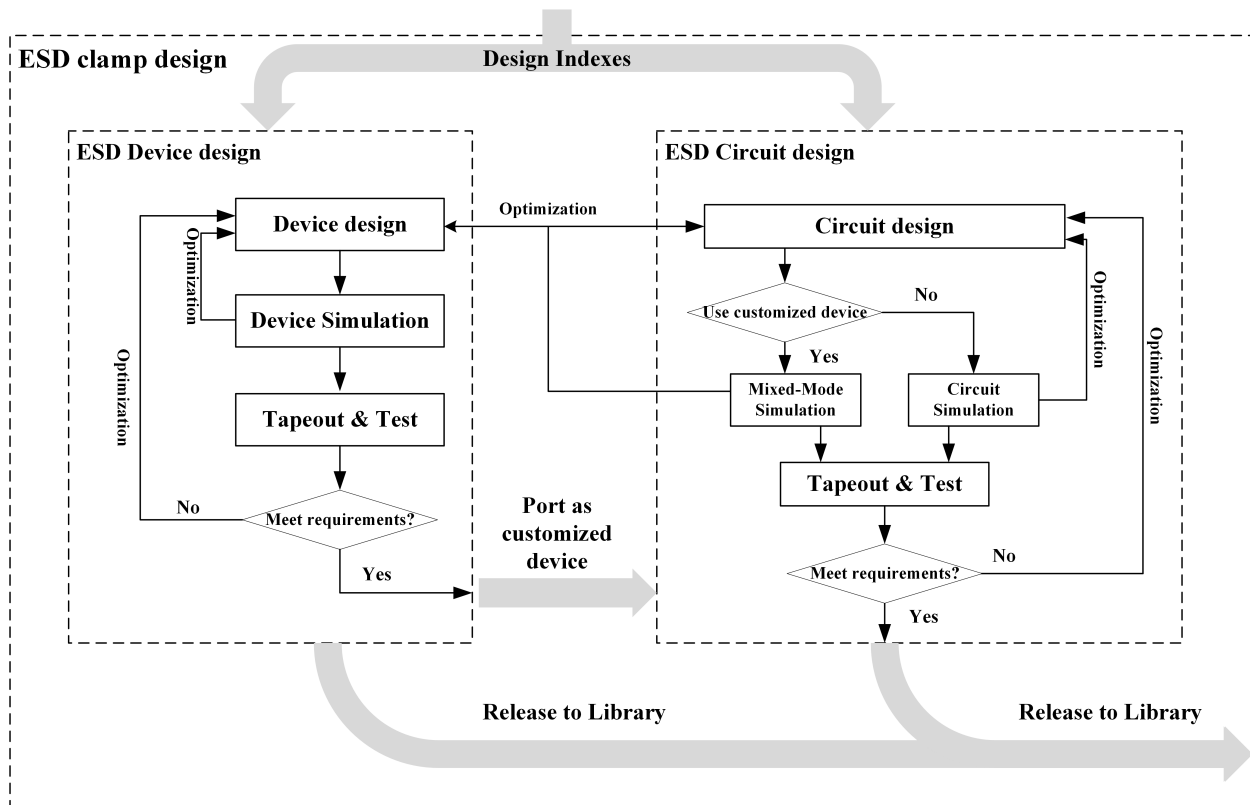 Design Indexes
ESD clamp design
ESD Device design
Device design
Optimization
Device Simulation
Optimization
Tapeout & Test
No
Meet requirements?
Yes
Optimization
Port as
customized
device
ESD Circuit design
Circuit design
Use customized device
No
Yes
Mixed-Mode
Simulation
Circuit
Simulation
Optimization
Optimization
Tapeout & Test
Meet requirements?
No
Yes
Release to Library
Release to Library